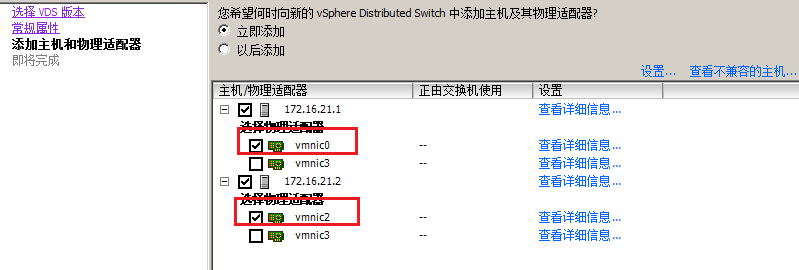 选择 VDS 版本
常规属性
添加主机和物理适配器
即将完成
您希望何时向新的 vSphere Distributed Switch 中添加主机及其物理适配器?
立即添加
以后添加
设置... 查看不兼容的主机...
主机/物理适配器 正由交换机使用 设置
172.16.21.1 查看详细信息...
选择物理适配器
vmnic0 -- 查看详细信息...
vmnic3 -- 查看详细信息...
172.16.21.2 查看详细信息...
选择物理适配器
vmnic2 -- 查看详细信息...
vmnic3 -- 查看详细信息...